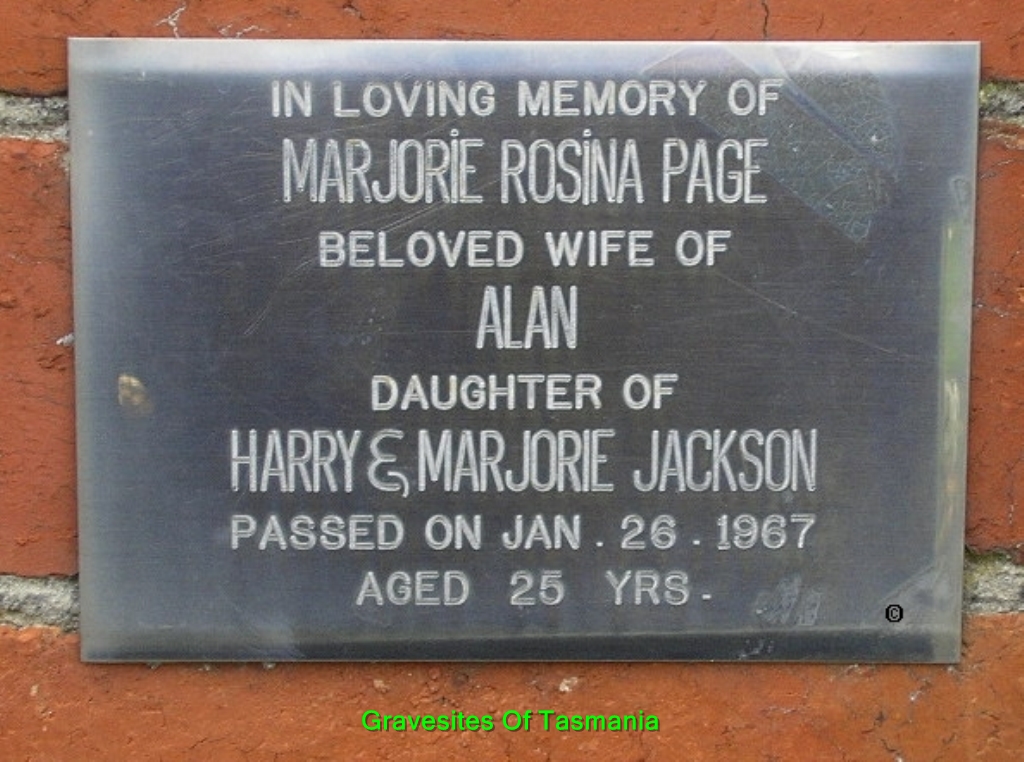 IN LOVING MEMORY OF
MARJORIE ROSINA PAGE
BELOVED WIFE OF
ALAN
DAUGHTER OF
HARRY & MARJORIE JACKSON
PASSED ON JAN . 26 . 1967
AGED 25 YRS .
©
Gravesites Of Tasmania